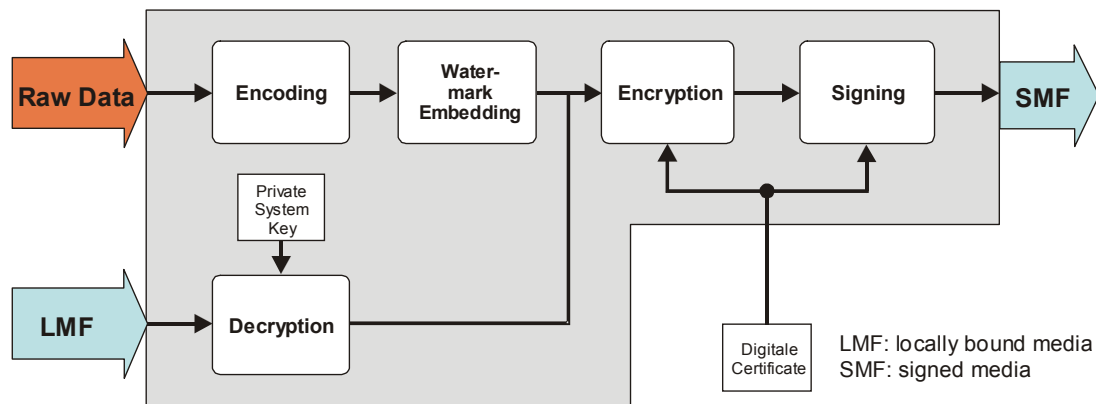 Raw Data
Encoding
Water-
mark
Embedding
Encryption
Signing
SMF
Private
System
Key
LMF
Decryption
Digitale
Certificate
LMF: locally bound media
SMF: signed media